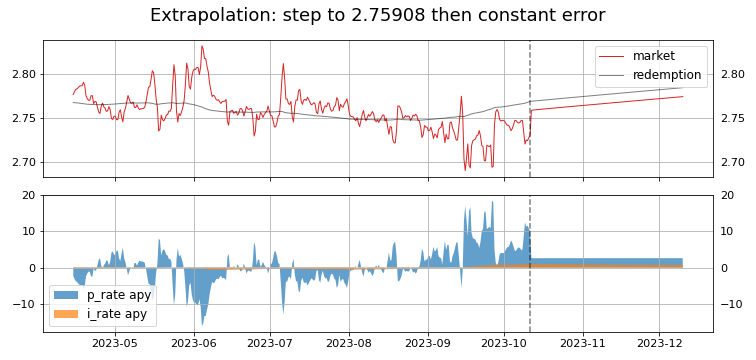 Extrapolation: step to 2.75908 then constant error
2.80
2.75
2.70
market
redemption
2.80
2.75
2.70
20
10
0
−10
p_rate apy
i_rate apy
20
10
0
−10
2023-05 2023-06 2023-07 2023-08 2023-09 2023-10 2023-11 2023-12